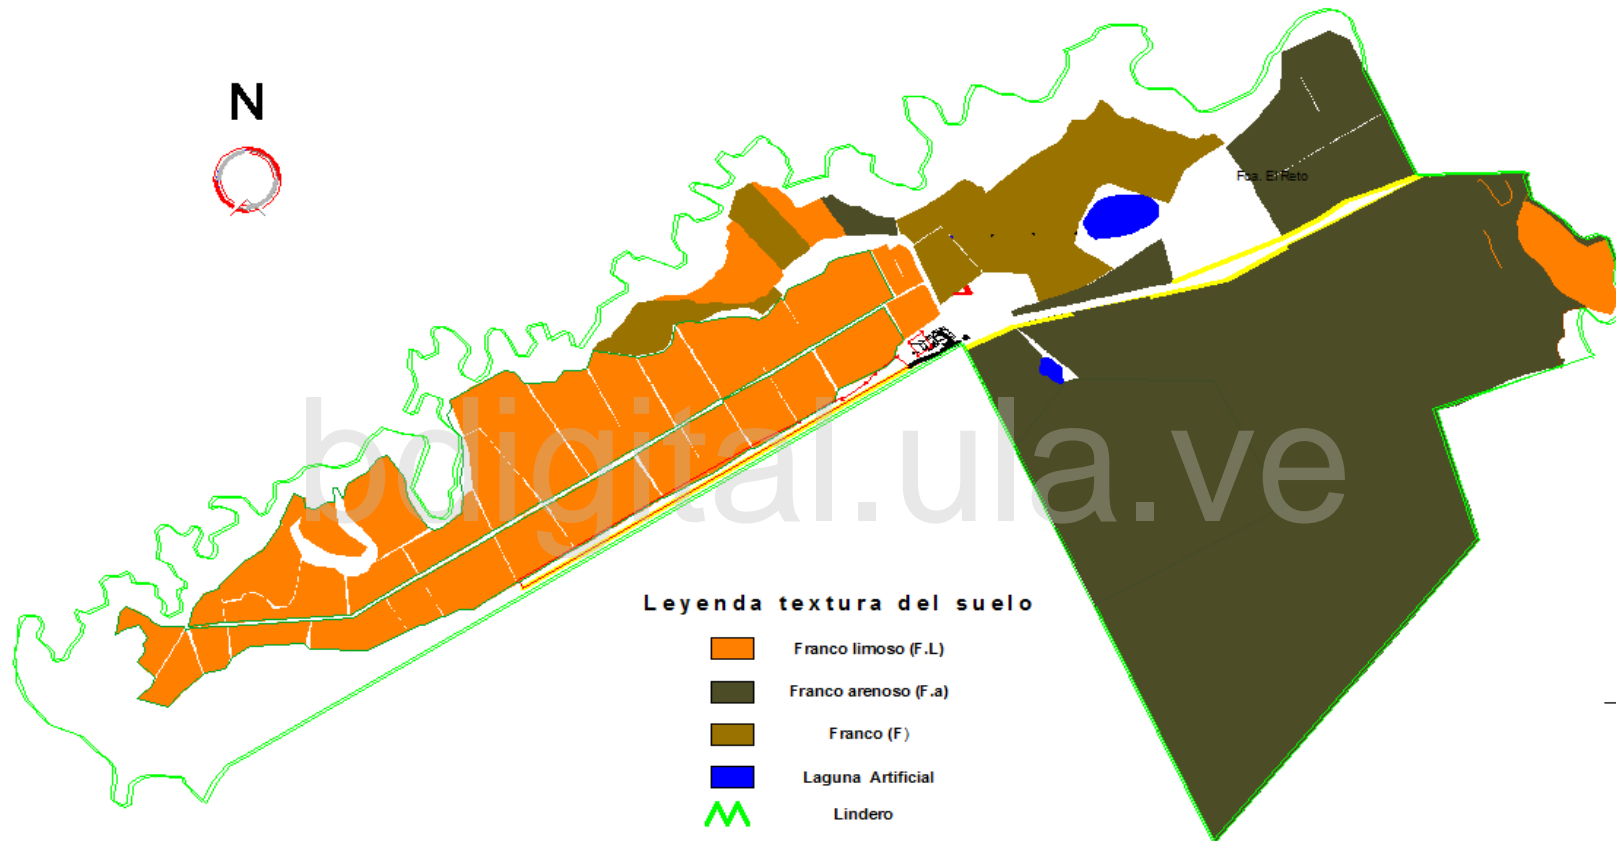 N
Fca. El Reto
bdigital.ula.ve
Leyenda textura del suelo
Franco limoso (F.L)
Franco arenoso (F.a)
Franco (F)
Laguna Artificial
Lindero